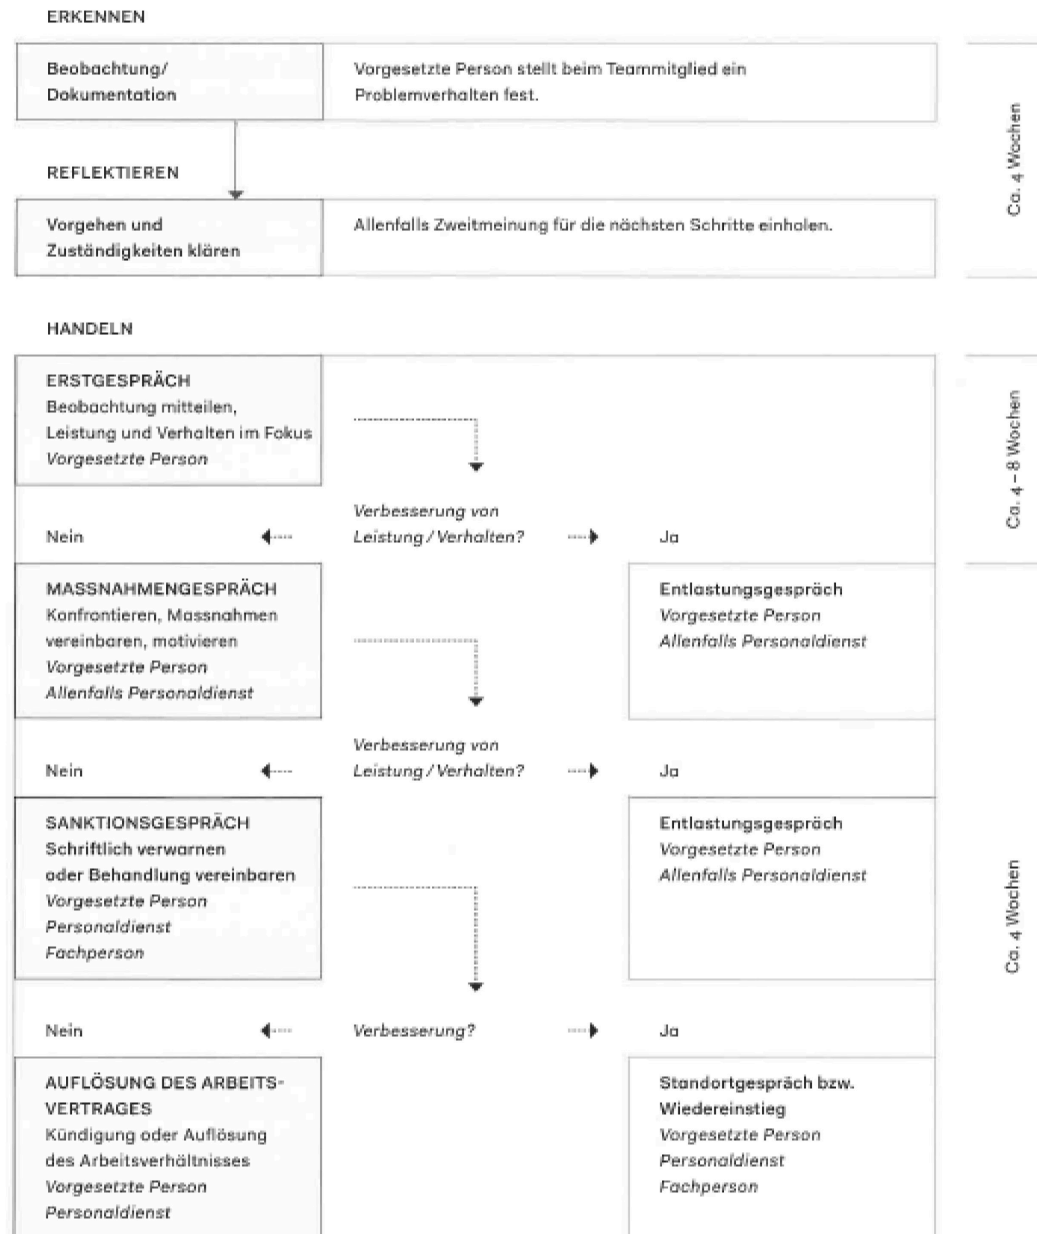 ERKENNEN
Beobachtung/
Dokumentation
Vorgesetzte Person stellt beim Teammitglied ein
Problemverhalten fest.
REFLEKTIEREN
Vorgehen und
Zuständigkeiten klären
Allenfalls Zweitmeinung für die nächsten Schritte einholen.
Ca. 4 Wochen
HANDELN
ERSTGESPRÄCH
Beobachtung mitteilen,
Leistung und Verhalten im Fokus
Vorgesetzte Person
Verbesserung von
Leistung / Verhalten?
Nein
Ja
Ca. 4 – 8 Wochen
MASSNAHMENGESPRÄCH
Konfrontieren, Massnahmen
vereinbaren, motivieren
Vorgesetzte Person
Allenfalls Personaldienst
Entlastungsgespräch
Vorgesetzte Person
Allenfalls Personaldienst
Verbesserung von
Leistung / Verhalten?
Nein
Ja
SANKTIONSGESPRÄCH
Schriftlich verwarnen
oder Behandlung vereinbaren
Vorgesetzte Person
Personaldienst
Fachperson
Entlastungsgespräch
Vorgesetzte Person
Allenfalls Personaldienst
Ca. 4 Wochen
Nein
Verbesserung?
Ja
AUFLÖSUNG DES ARBEITS-
VERTRAGES
Kündigung oder Auflösung
des Arbeitsverhältnisses
Vorgesetzte Person
Personaldienst
Standortgespräch bzw.
Wiedereinstieg
Vorgesetzte Person
Personaldienst
Fachperson